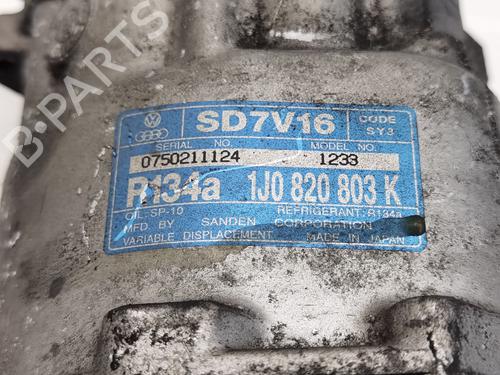 SD7V16
CODE
SY3
SERIAL NO.
MODEL NO.
0750211124
1233
R134a 1J0 820 803 K
OIL:SP-10
REFRIGERANT:R134a
MFD. BY SANDEN CORPORATION
VARIABLE DISPLACEMENT MADE IN JAPAN